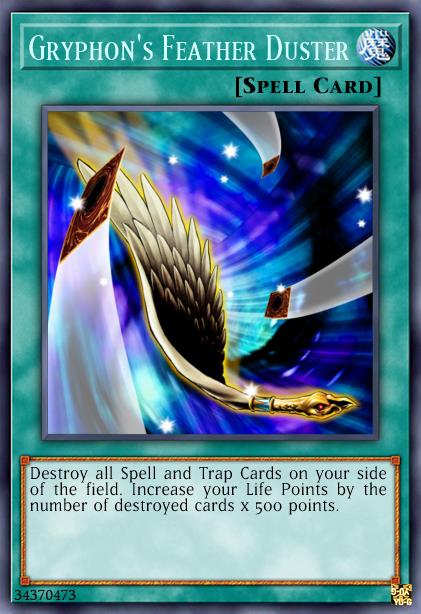 Gryphon's Feather Duster
魔
[Spell Card]
Destroy all Spell and Trap Cards on your side
of the field. Increase your Life Points by the
number of destroyed cards x 500 points.
34370473